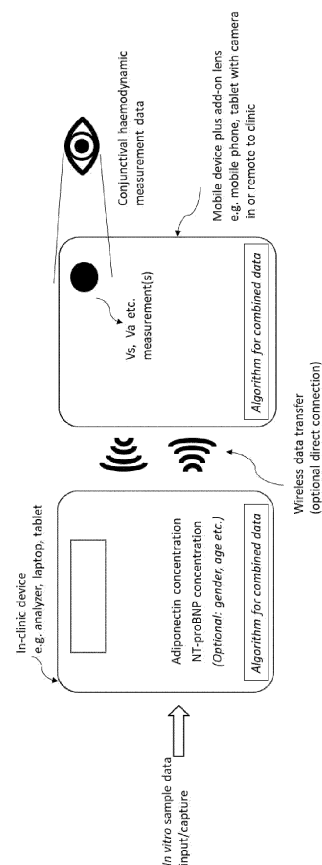 In vitro sample data
input/capture
In-clinic device
e.g. analyzer, laptop, tablet
Adiponectin concentration
NT-proBNP concentration
(Optional: gender, age etc.)
Algorithm for combined data
Wireless data transfer
(optional direct connection)
Vs, Va etc.
measurement(s)
Algorithm for combined data
Mobile device plus add-on lens
e.g. mobile phone, tablet with camera
in or remote to clinic
Conjunctival haemodynamic
measurement data